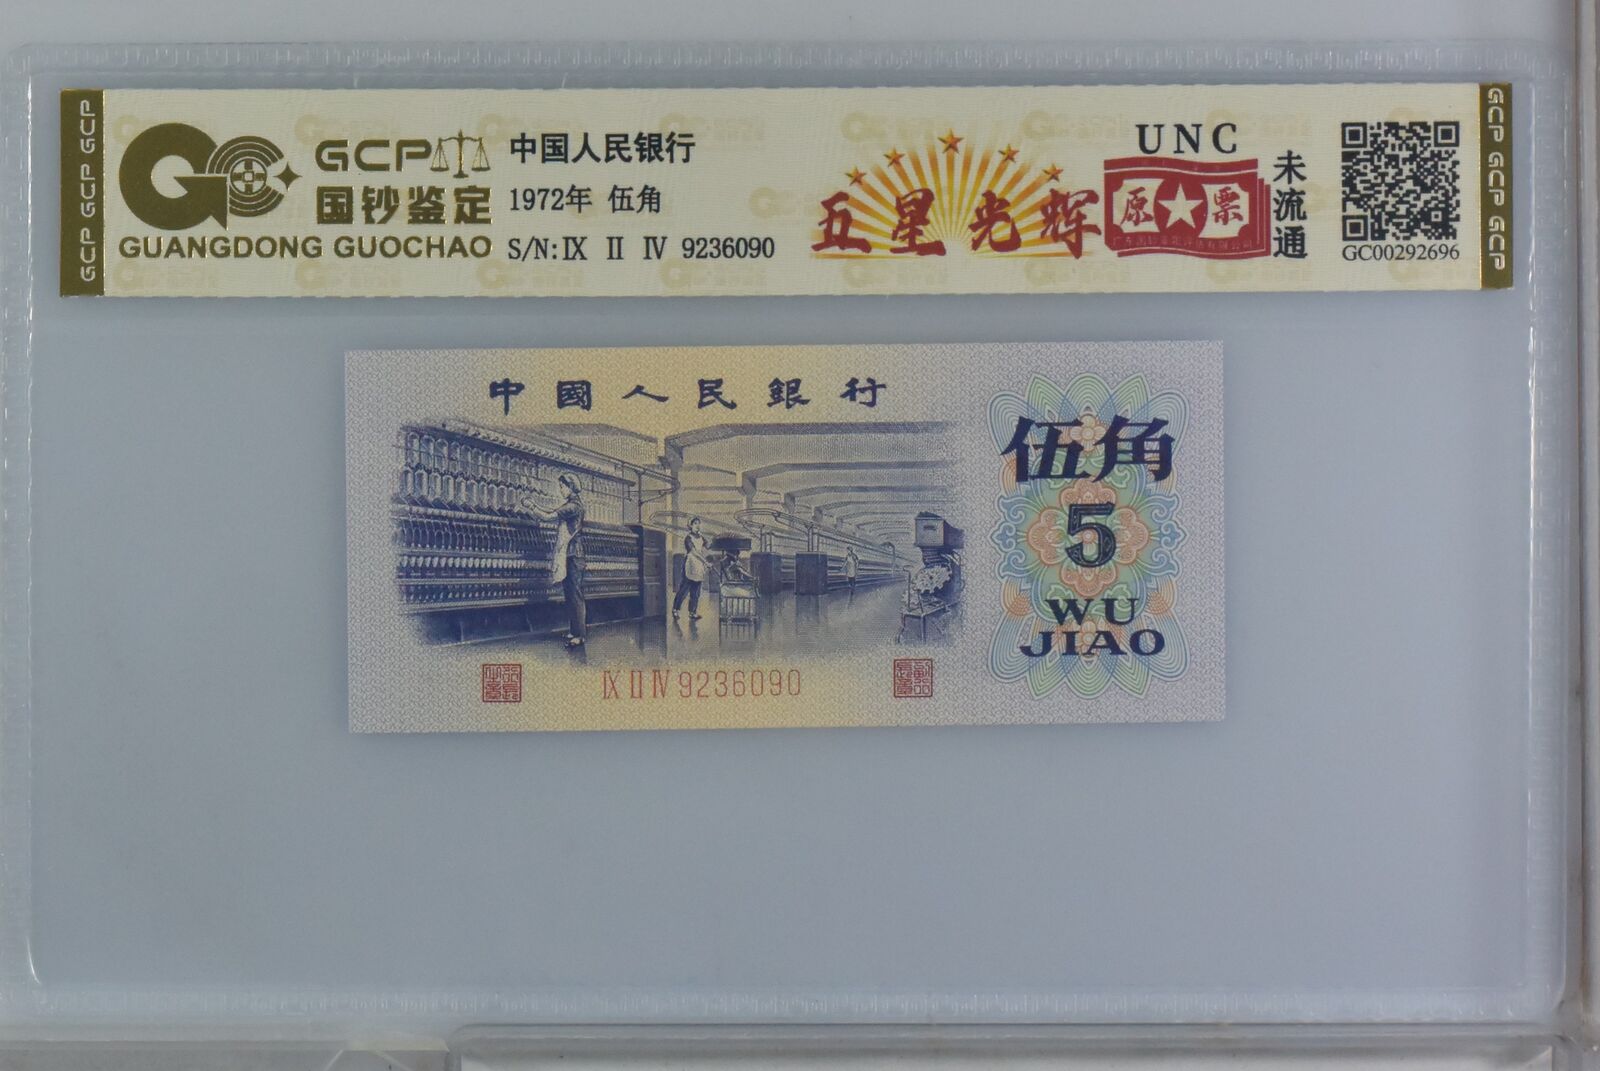 GCP GCP GCP
GCP
国钞鉴定
GUANGDONG GUOCHAO
中国人民银行
1972年 伍角
S/N:Ⅸ Ⅱ Ⅳ 9236090
五星光辉
UNC
原票
未流通
GC00292696
GCP GCP GCP
中國人民銀行
伍角
5
WU
JIAO
Ⅸ Ⅱ Ⅳ 9236090